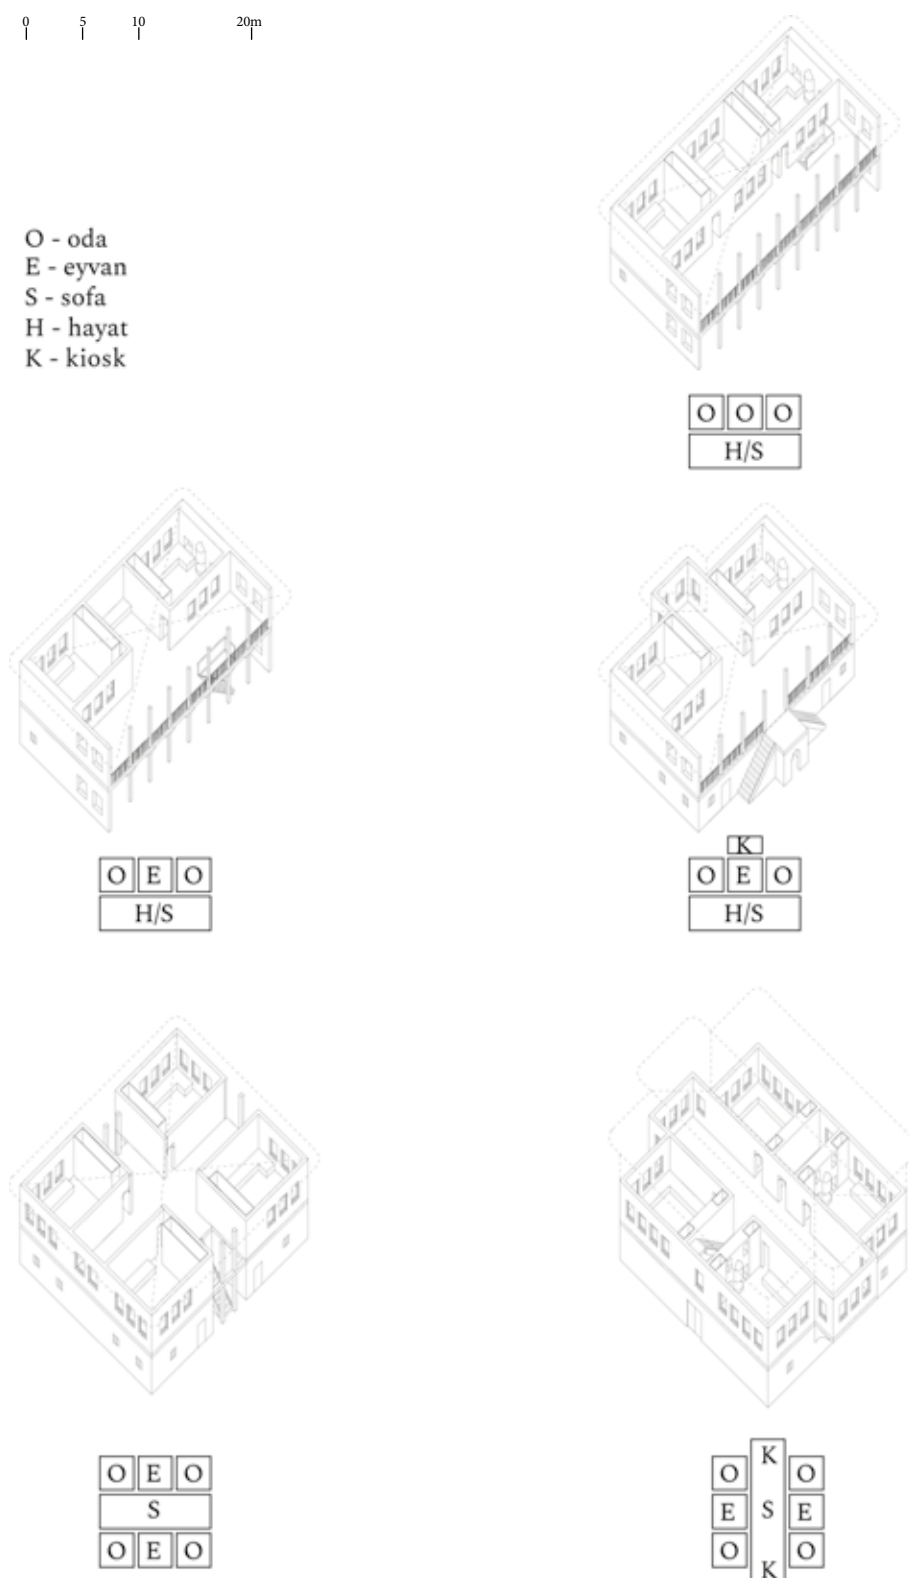 0 5 10 20m
O - oda
E - eyvan
S - sofa
H - hayat
K - kiosk
O O O
H/S
O E O
H/S
K
O E O
H/S
O E O
S
O E O
K
O O
E S E
O O
K